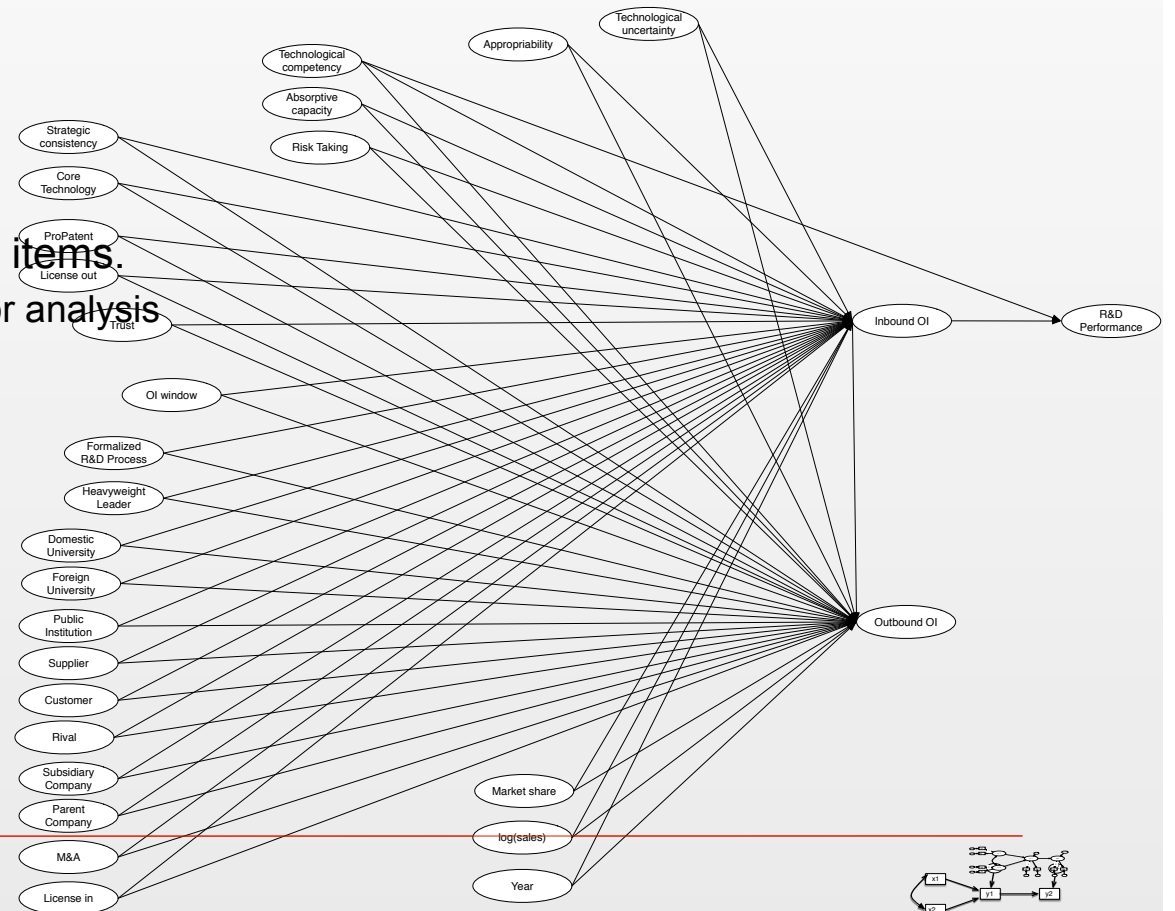 Technological
uncertainty
Appropriability
Technological
competency
Absorptive
capacity
Risk Taking
Strategic
consistency
Core
Technology
ProPatent
items.
License out
or analysis
Trust
Inbound OI
R&D
Performance
OI window
Formalized
R&D Process
Heavyweight
Leader
Domestic
University
Foreign
University
Public
Institution
Outbound OI
Supplier
Customer
Rival
Subsidiary
Company
Parent
Company
M&A
License in
Market share
log(sales)
Year
x1
y1
y2
x2